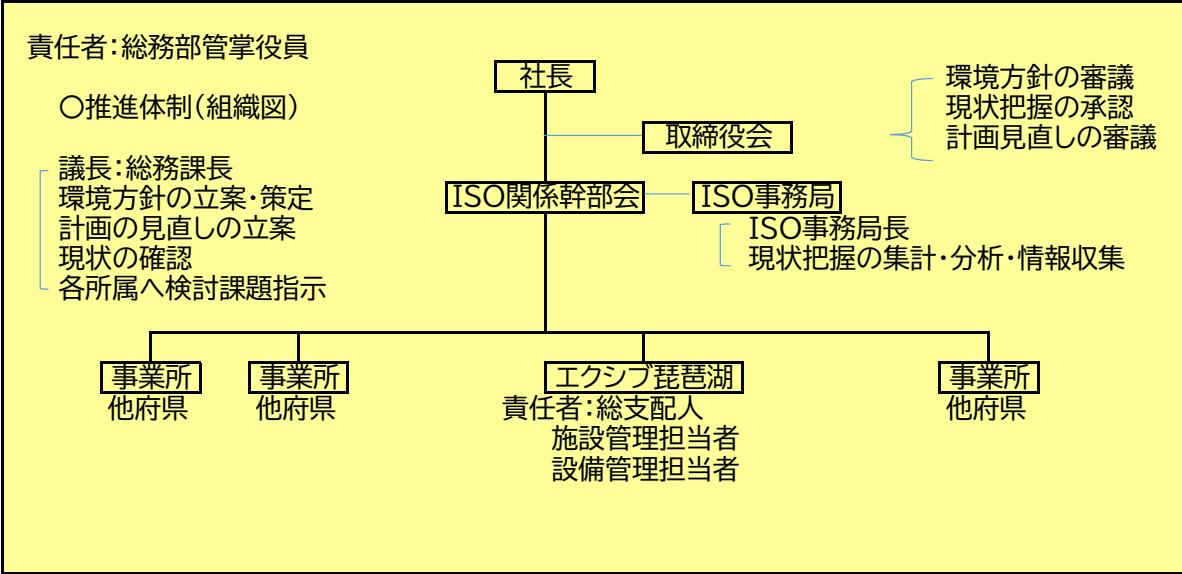 責任者：総務部管掌役員
〇推進体制（組織図）
社長
取締役会
環境方針の審議
現状把握の承認
計画見直しの審議
議長：総務課長
環境方針の立案・策定
計画の見直しの立案
現状の確認
各所属へ検討課題指示
ISO関係幹部会
ISO事務局
ISO事務局長
現状把握の集計・分析・情報収集
事業所
他府県
事業所
他府県
エクシブ琵琶湖
責任者：総支配人
施設管理担当者
設備管理担当者
事業所
他府県